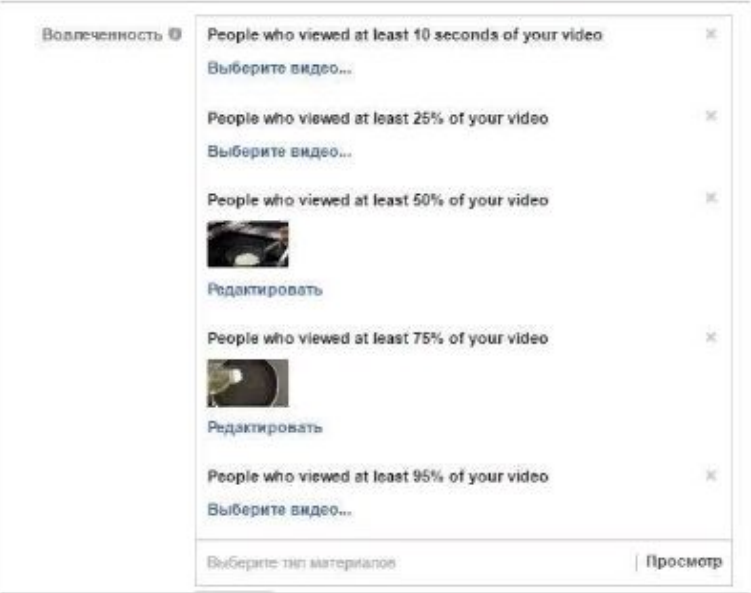 Вовлеченность
People who viewed at least 10 seconds of your video
Выберите видео...
People who viewed at least 25% of your video
Выберите видео...
People who viewed at least 50% of your video
Редактировать
People who viewed at least 75% of your video
Редактировать
People who viewed at least 95% of your video
Выберите видео...
Выберите тип материалов | Просмотр